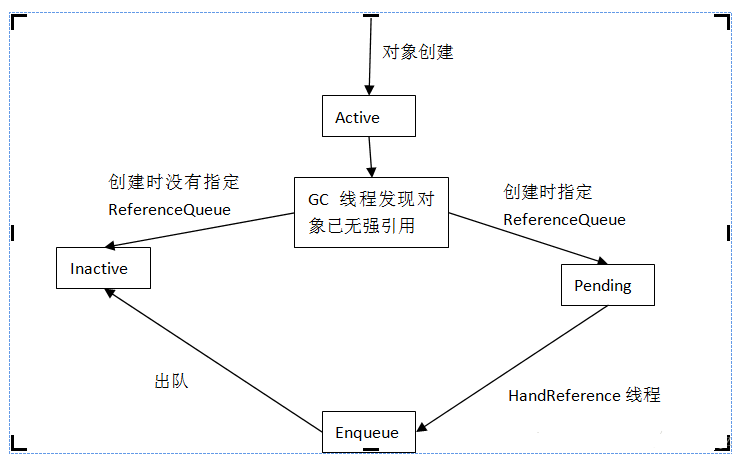 对象创建
Active
创建时没有指定
ReferenceQueue
GC 线程发现对
象已无强引用
创建时指定
ReferenceQueue
Inactive
Pending
出队
HandReference 线程
Enqueue